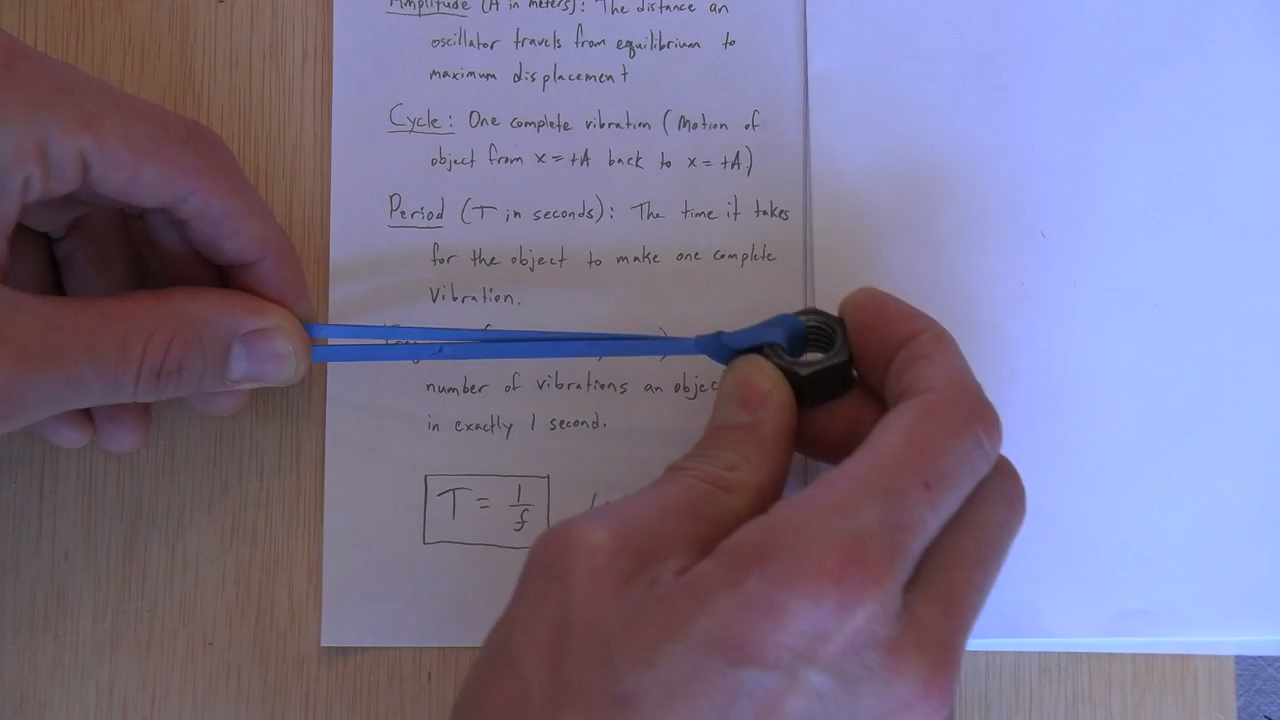 Amplitude (A in meters): The distance an
oscillator travels from equilibrium to
maximum displacement
Cycle: One complete vibration (Motion of
object from x = +A back to x = +A)
Period (T in seconds): The time it takes
for the object to make one complete
vibration.
number of vibrations an objec
in exactly 1 second.
T = 1/f